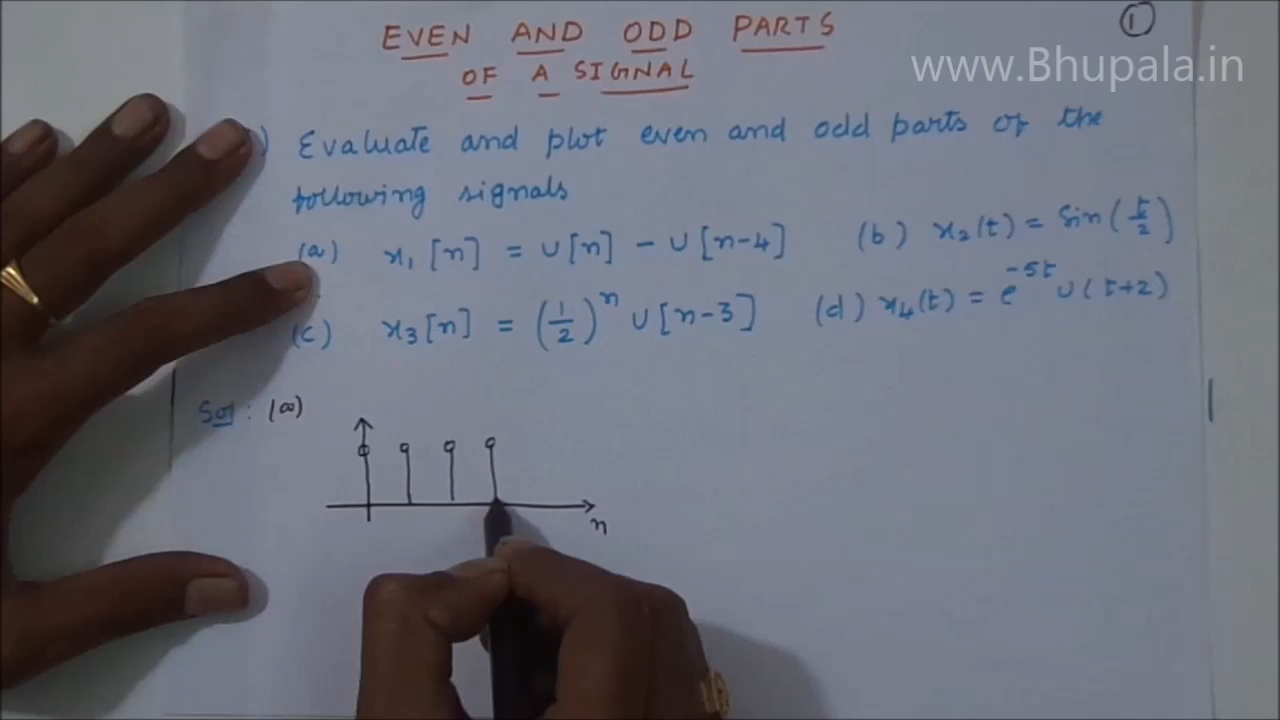 EVEN AND ODD PARTS
OF A SIGNAL
1
www.Bhupala.in
) Evaluate and plot even and odd parts of the
following signals
(a) x₁[n] = u[n] - u[n-4] (b) x₂(t) = Sin(t/2)
(c) x₃[n] = (1/2)ⁿ u[n-3] (d) x₄(t) = e^-5t u(t+2)
Sol: (a)
n